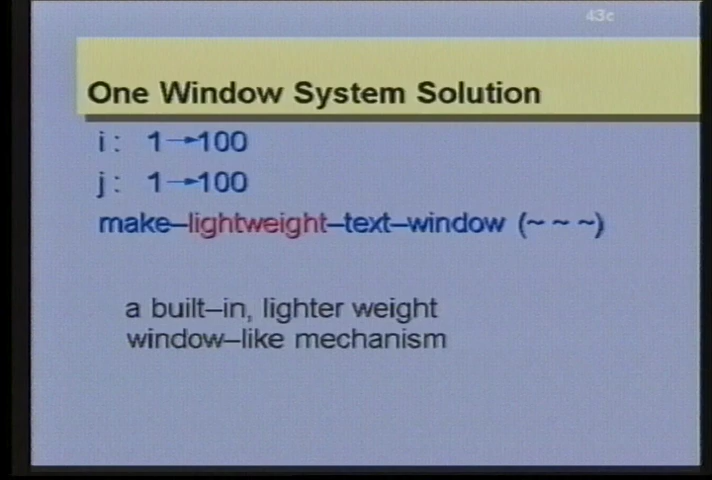 43c
One Window System Solution
i: 1→100
j: 1→100
make–lightweight–text–window (~ ~ ~)
a built–in, lighter weight
window–like mechanism